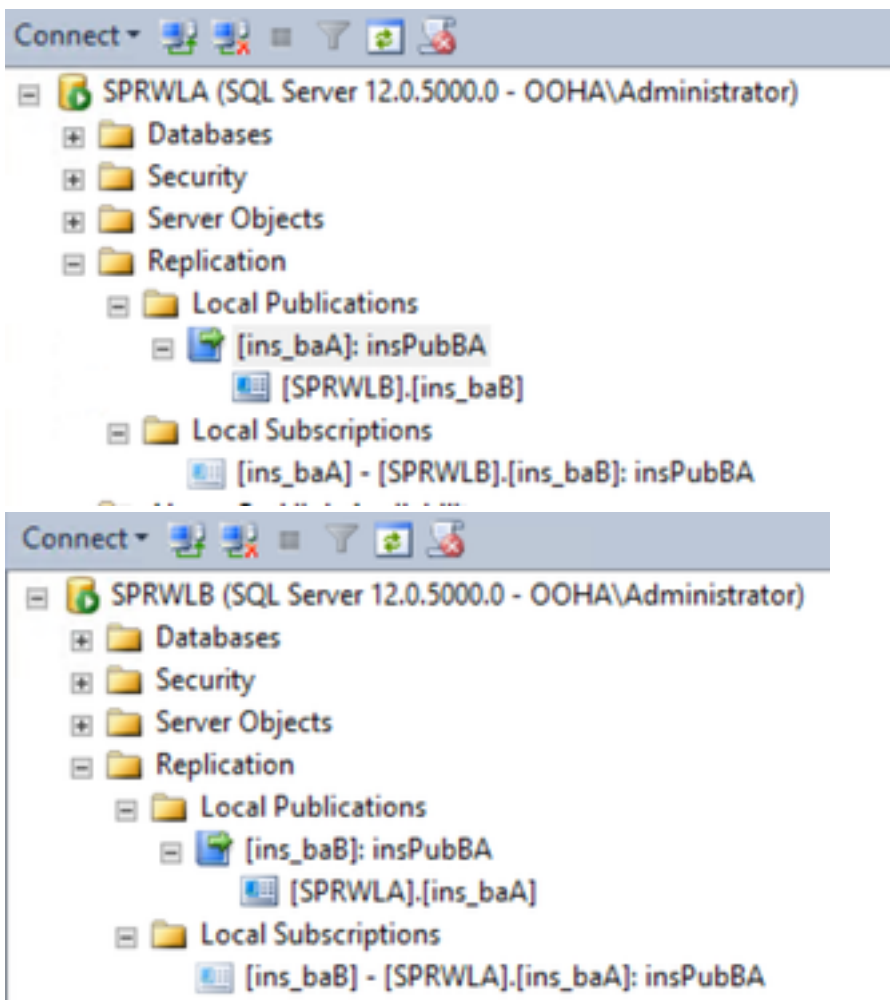 Connect
SPRWLA (SQL Server 12.0.5000.0 - OOHA\Administrator)
Databases
Security
Server Objects
Replication
Local Publications
[ins_baA]: insPubBA
[SPRWLB].[ins_baB]
Local Subscriptions
[ins_baA] - [SPRWLB].[ins_baB]: insPubBA
Connect
SPRWLB (SQL Server 12.0.5000.0 - OOHA\Administrator)
Databases
Security
Server Objects
Replication
Local Publications
[ins_baB]: insPubBA
[SPRWLA].[ins_baA]
Local Subscriptions
[ins_baB] - [SPRWLA].[ins_baA]: insPubBA